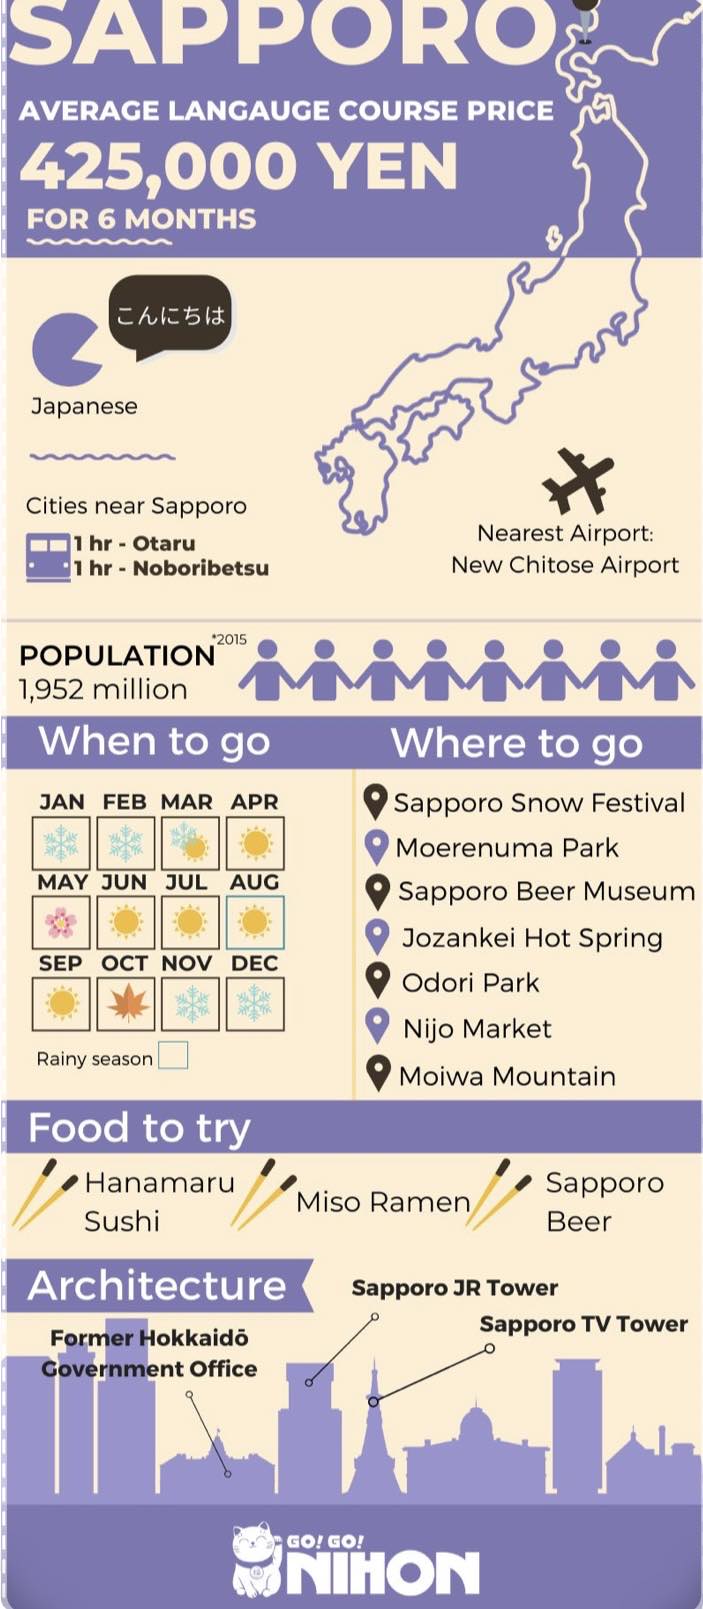 SAPPORO
AVERAGE LANGAUGE COURSE PRICE
425,000 YEN
FOR 6 MONTHS
こんにちは
Japanese
Cities near Sapporo
1 hr - Otaru
1 hr - Noboribetsu
Nearest Airport:
New Chitose Airport
POPULATION *2015
1,952 million
When to go
JAN FEB MAR APR
MAY JUN JUL AUG
SEP OCT NOV DEC
Rainy season
Where to go
Sapporo Snow Festival
Moerenuma Park
Sapporo Beer Museum
Jozankei Hot Spring
Odori Park
Nijo Market
Moiwa Mountain
Food to try
Hanamaru
Sushi
Miso Ramen
Sapporo
Beer
Architecture
Sapporo JR Tower
Sapporo TV Tower
Former Hokkaidō
Government Office
GO! GO!
NIHON